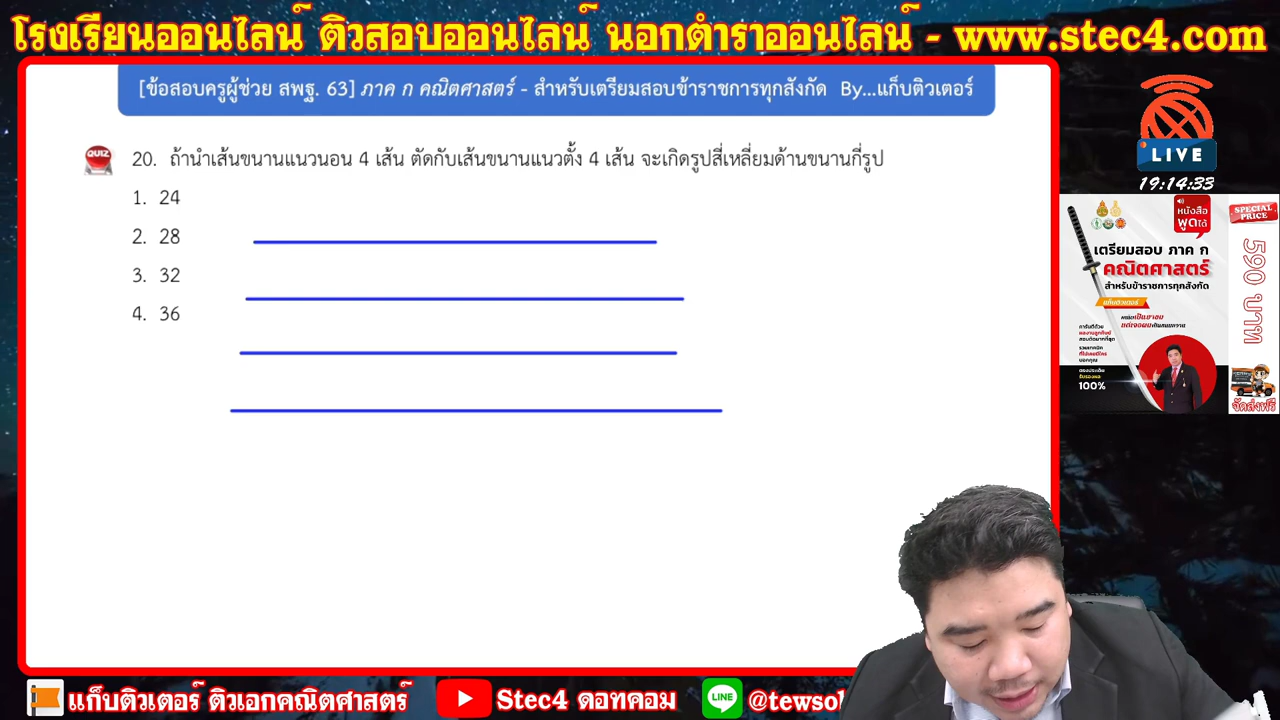 โรงเรียนออนไลน์ ติวสอบออนไลน์ นอกตำราออนไลน์ - www.stec4.com
[ข้อสอบครูผู้ช่วย สพฐ. 63] ภาค ก คณิตศาสตร์ - สำหรับเตรียมสอบข้าราชการทุกสังกัด By...แก็บติวเตอร์
QUIZ
20. ถ้านำเส้นขนานแนวนอน 4 เส้น ตัดกับเส้นขนานแนวตั้ง 4 เส้น จะเกิดรูปสี่เหลี่ยมด้านขนานกี่รูป
1. 24
2. 28
3. 32
4. 36
LIVE
19:14:33
หนังสือ
พูดได้
SPECIAL
PRICE
เตรียมสอบ ภาค ก
คณิตศาสตร์
สำหรับข้าราชการทุกสังกัด
แก็บติวเตอร์
590 บาท
100%
จัดส่งฟรี
แก็บติวเตอร์ ติวเอกคณิตศาสตร์
Stec4 ดอทคอม
LINE